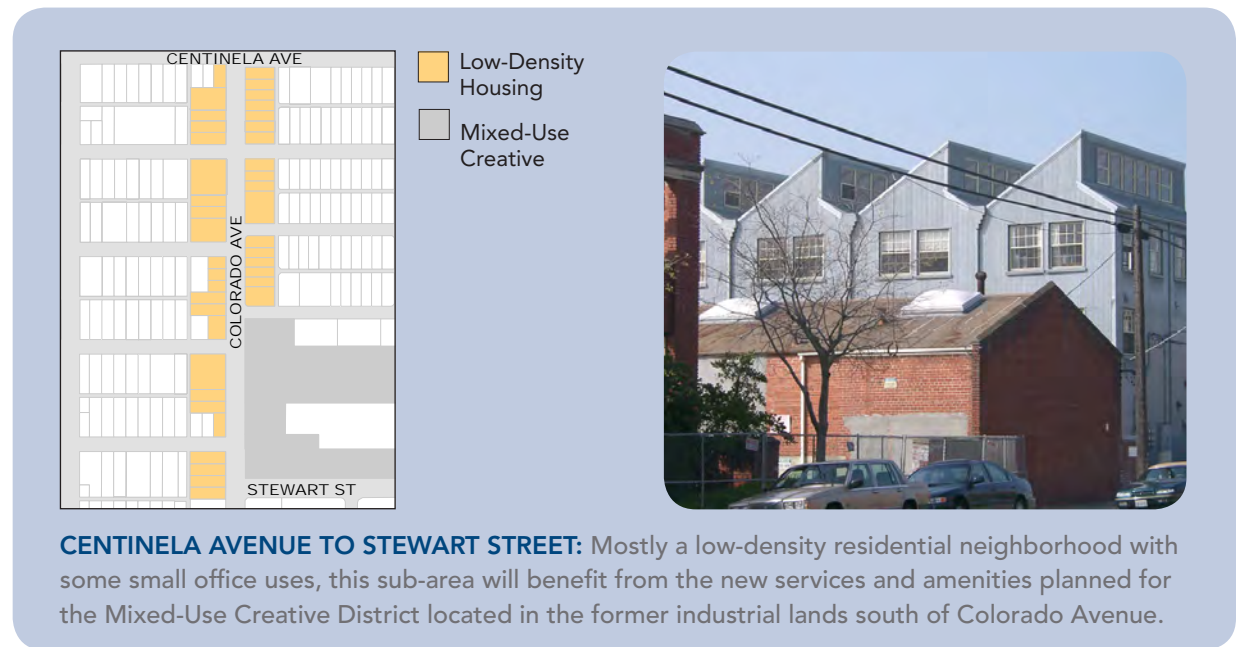 CENTINELA AVE
COLORADO AVE
STEWART ST
Low-Density
Housing
Mixed-Use
Creative
CENTINELA AVENUE TO STEWART STREET: Mostly a low-density residential neighborhood with
some small office uses, this sub-area will benefit from the new services and amenities planned for
the Mixed-Use Creative District located in the former industrial lands south of Colorado Avenue.